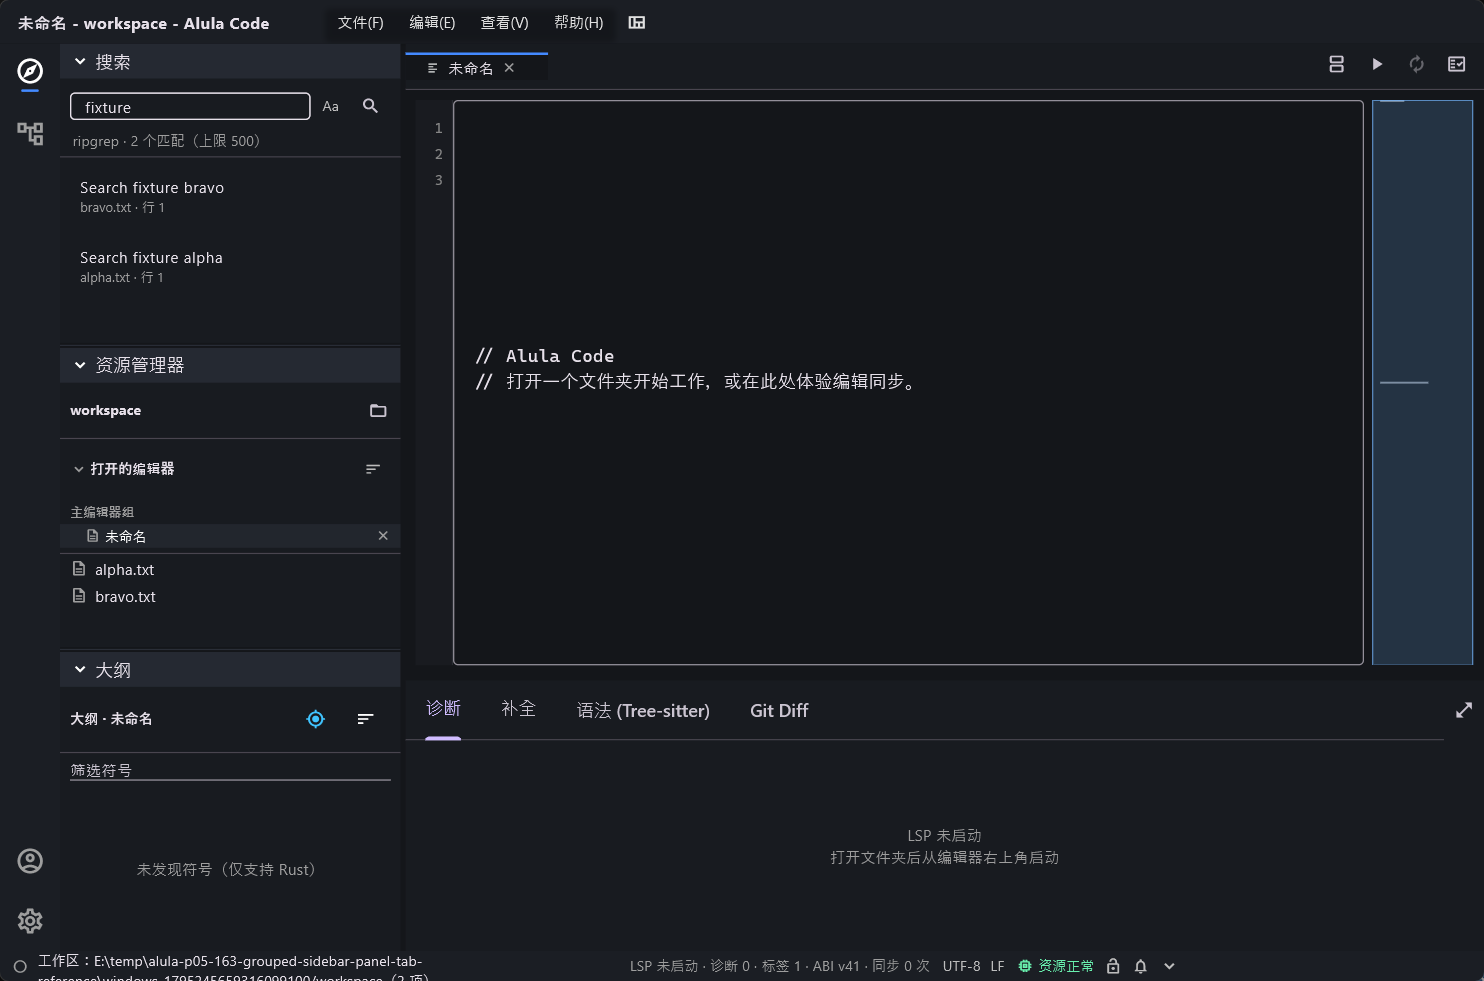 未命名 - workspace - Alula Code
文件(F) 编辑(E) 查看(V) 帮助(H)
搜索
fixture
Aa
ripgrep · 2 个匹配（上限 500）
Search fixture bravo
bravo.txt · 行 1
Search fixture alpha
alpha.txt · 行 1
资源管理器
workspace
打开的编辑器
主编辑器组
未命名
alpha.txt
bravo.txt
大纲
大纲 · 未命名
筛选符号
未发现符号（仅支持 Rust）
未命名
1
2
3
// Alula Code
// 打开一个文件夹开始工作，或在此处体验编辑同步。
诊断 补全 语法 (Tree-sitter) Git Diff
LSP 未启动
打开文件夹后从编辑器右上角启动
工作区：E:\temp\alula-p05-163-grouped-sidebar-panel-tab-
reference\windows-1795245659316099100/workspace（2 项）
LSP 未启动 · 诊断 0 · 标签 1 · ABI v41 · 同步 0 次 UTF-8 LF 资源正常